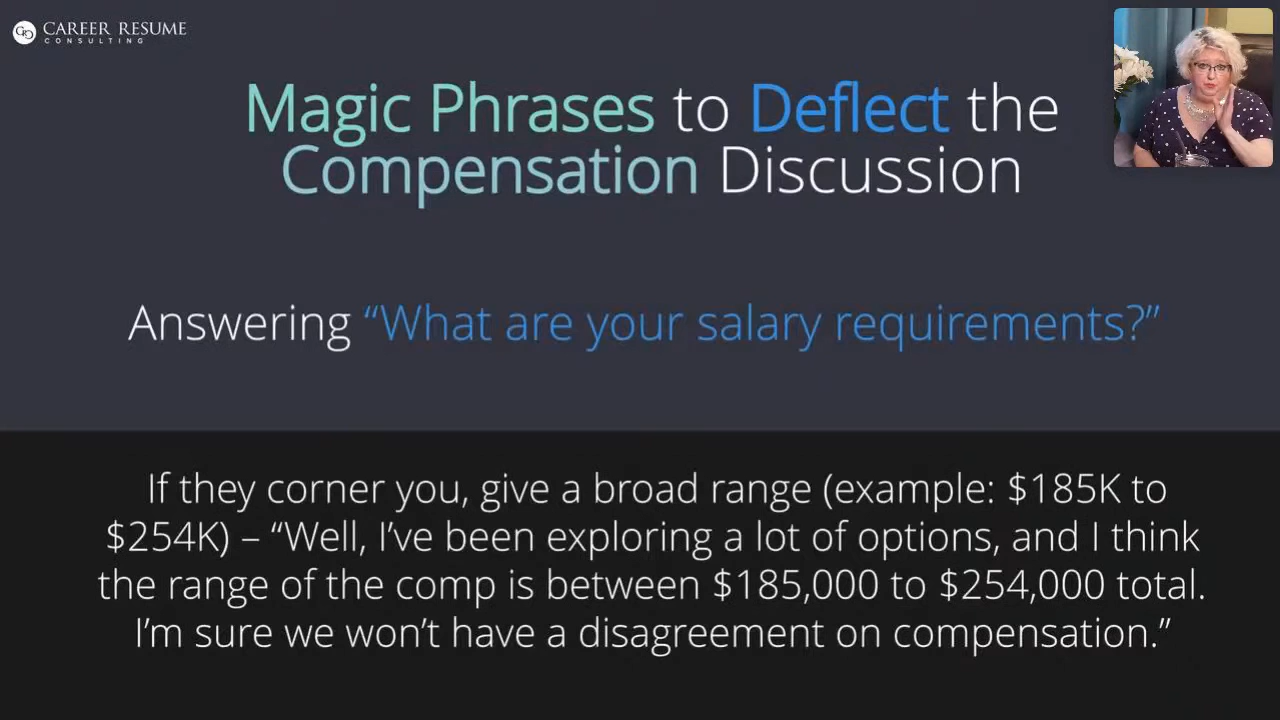 CAREER RESUME
CONSULTING
Magic Phrases to Deflect the
Compensation Discussion
Answering “What are your salary requirements?”
If they corner you, give a broad range (example: $185K to
$254K) – “Well, I’ve been exploring a lot of options, and I think
the range of the comp is between $185,000 to $254,000 total.
I’m sure we won’t have a disagreement on compensation.”